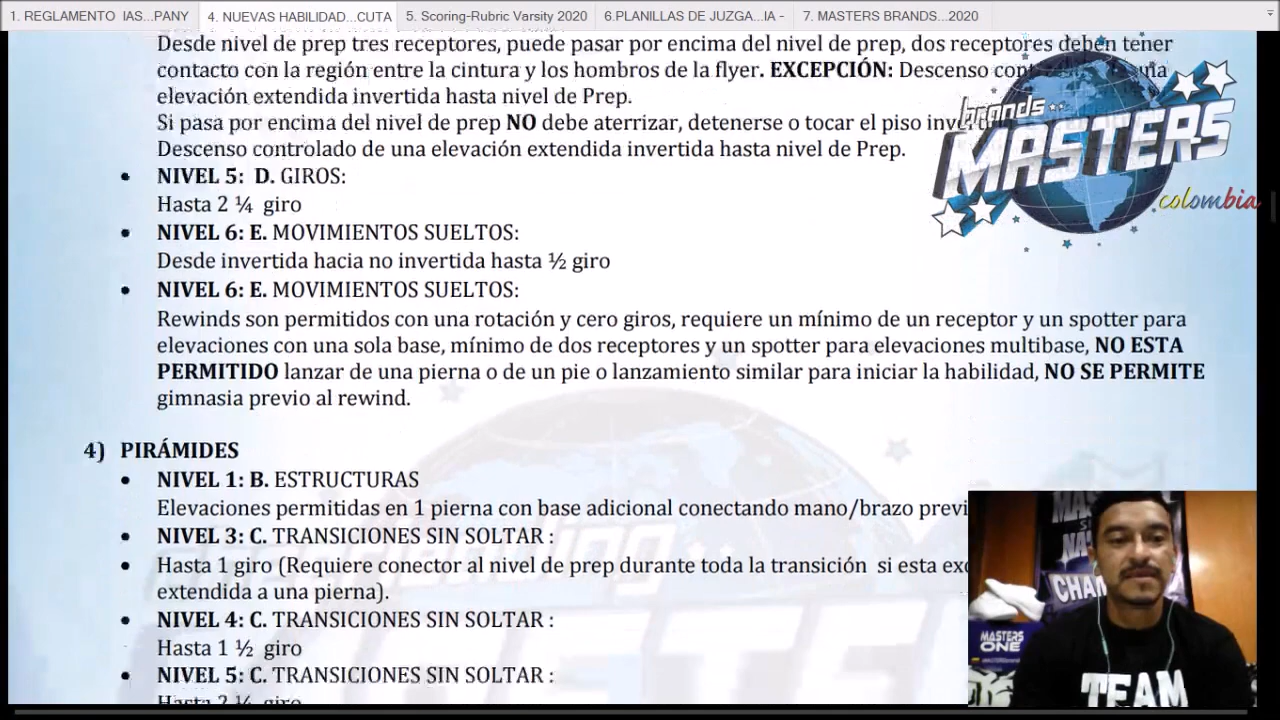 1. REGLAMENTO IAS...PANY
4. NUEVAS HABILIDAD...CUTA
5. Scoring-Rubric Varsity 2020
6.PLANILLAS DE JUZGA...IA -
7. MASTERS BRANDS...2020
Desde nivel de prep tres receptores, puede pasar por encima del nivel de prep, dos receptores deben tener
contacto con la región entre la cintura y los hombros de la flyer. EXCEPCIÓN: Descenso
elevación extendida invertida hasta nivel de Prep.
Si pasa por encima del nivel de prep NO debe aterrizar, detenerse o tocar el piso
Descenso controlado de una elevación extendida invertida hasta nivel de Prep.
brands
MASTERS
colombia
• NIVEL 5: D. GIROS:
Hasta 2 ¼ giro
• NIVEL 6: E. MOVIMIENTOS SUELTOS:
Desde invertida hacia no invertida hasta ½ giro
• NIVEL 6: E. MOVIMIENTOS SUELTOS:
Rewinds son permitidos con una rotación y cero giros, requiere un mínimo de un receptor y un spotter para
elevaciones con una sola base, mínimo de dos receptores y un spotter para elevaciones multibase, NO ESTA
PERMITIDO lanzar de una pierna o de un pie o lanzamiento similar para iniciar la habilidad, NO SE PERMITE
gimnasia previo al rewind.
4) PIRÁMIDES
• NIVEL 1: B. ESTRUCTURAS
Elevaciones permitidas en 1 pierna con base adicional conectando mano/brazo previ
• NIVEL 3: C. TRANSICIONES SIN SOLTAR :
• Hasta 1 giro (Requiere conector al nivel de prep durante toda la transición si esta
extendida a una pierna).
• NIVEL 4: C. TRANSICIONES SIN SOLTAR :
Hasta 1 ½ giro
• NIVEL 5: C. TRANSICIONES SIN SOLTAR :
Hasta 2 ¼ giro
MASTERS
ONE
TEAM